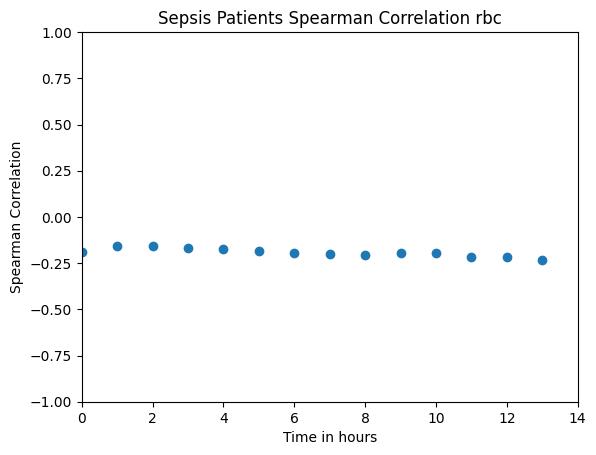 Sepsis Patients Spearman Correlation rbc
1.00
0.75
0.50
0.25
0.00
−0.25
−0.50
−0.75
−1.00
Spearman Correlation
0 2 4 6 8 10 12 14
Time in hours